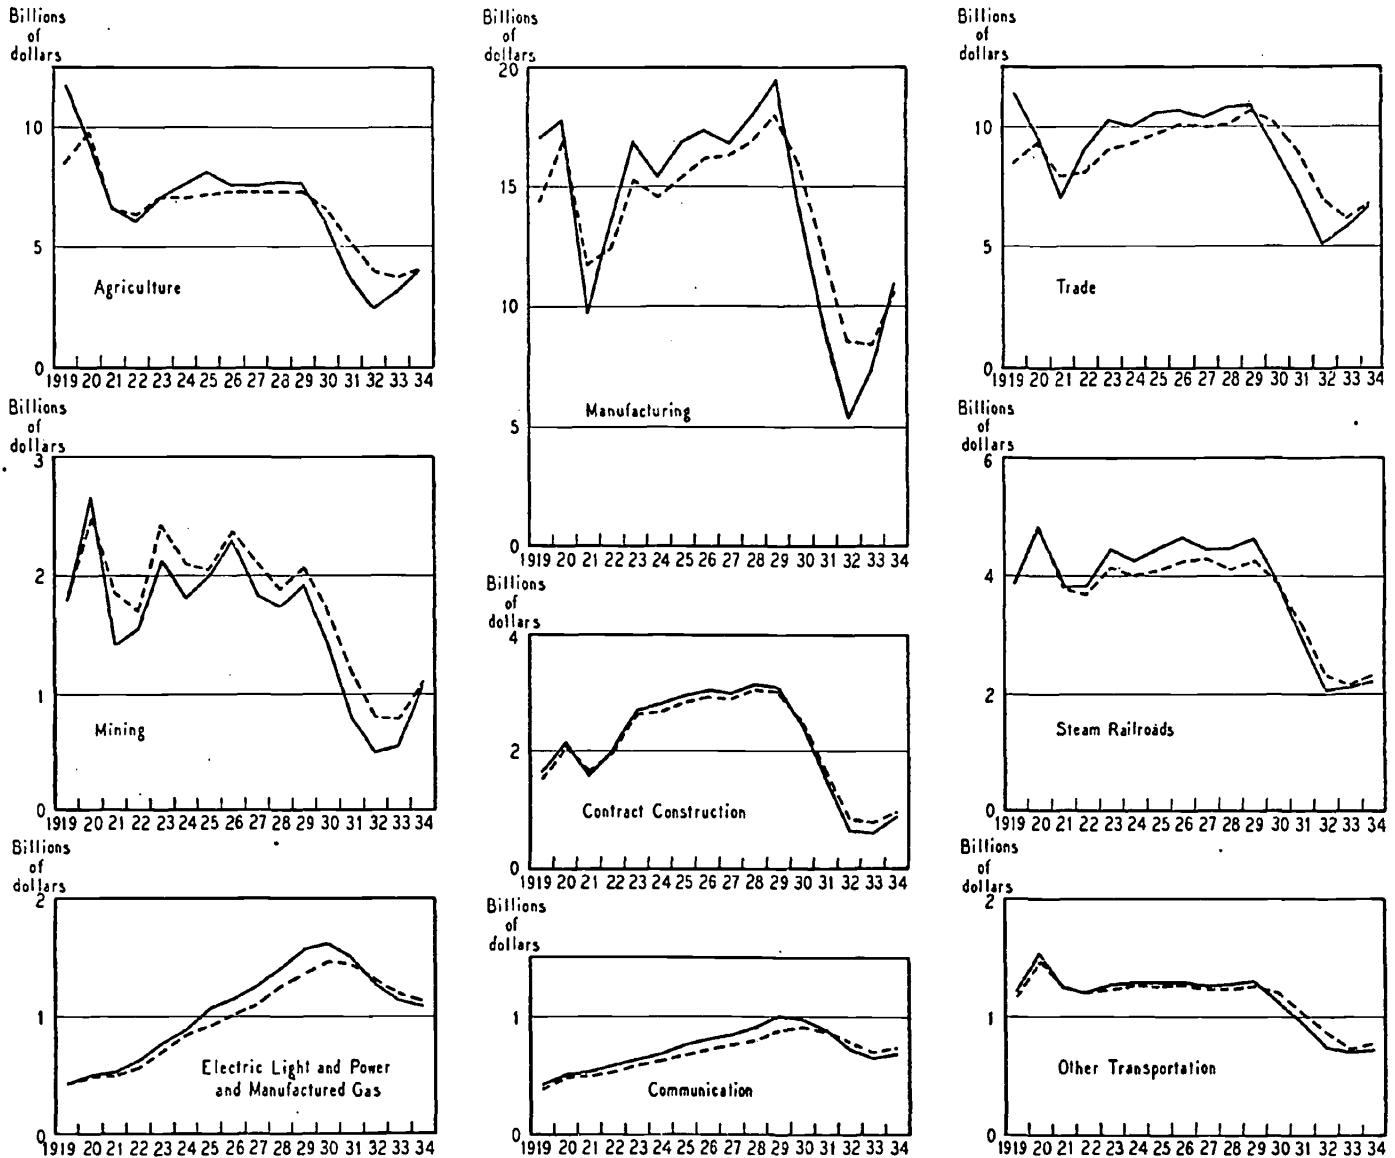 Billions
of
dollars
10
5
0
Agriculture
1919 20 21 22 23 24 25 26 27 28 29 30 31 32 33 34
Billions
of
dollars
20
15
10
5
0
Manufacturing
1919 20 21 22 23 24 25 26 27 28 29 30 31 32 33 34
Billions
of
dollars
10
5
0
Trade
1919 20 21 22 23 24 25 26 27 28 29 30 31 32 33 34
Billions
of
dollars
3
2
1
0
Mining
1919 20 21 22 23 24 25 26 27 28 29 30 31 32 33 34
Billions
of
dollars
4
2
0
Contract Construction
1919 20 21 22 23 24 25 26 27 28 29 30 31 32 33 34
Billions
of
dollars
6
4
2
0
Steam Railroads
1919 20 21 22 23 24 25 26 27 28 29 30 31 32 33 34
Billions
of
dollars
2
1
0
Electric Light and Power
and Manufactured Gas
1919 20 21 22 23 24 25 26 27 28 29 30 31 32 33 34
Billions
of
dollars
1
0
Communication
1919 20 21 22 23 24 25 26 27 28 29 30 31 32 33 34
Billions
of
dollars
2
1
0
Other Transportation
1919 20 21 22 23 24 25 26 27 28 29 30 31 32 33 34